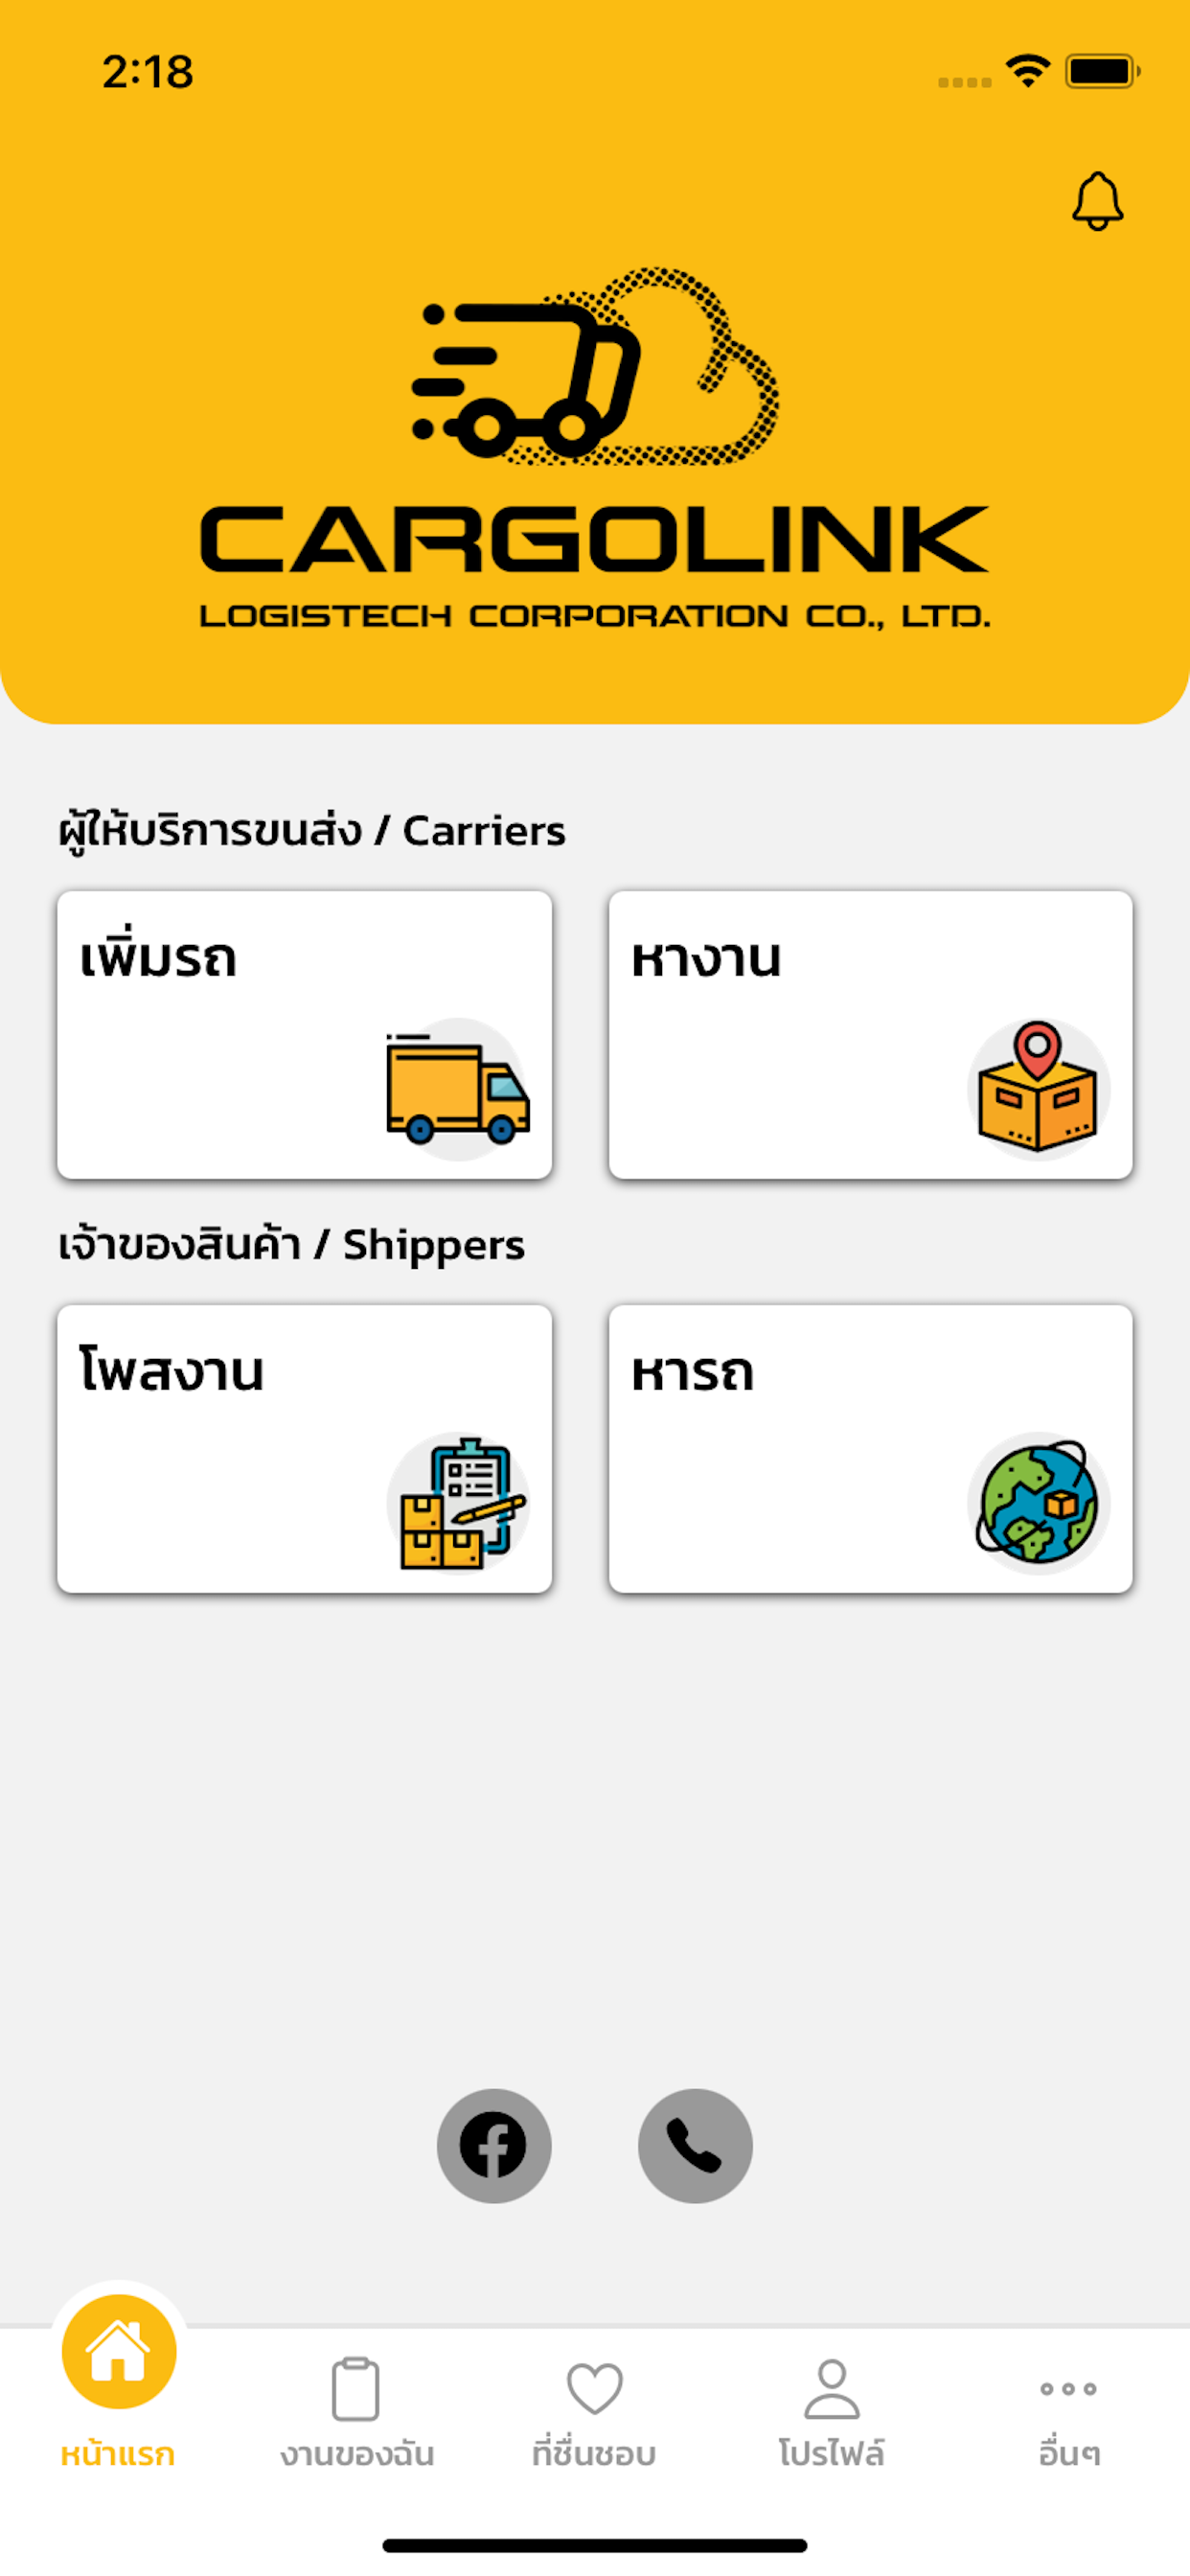 2:18
CARGOLINK
LOGISTECH CORPORATION CO., LTD.
ผู้ให้บริการขนส่ง / Carriers
เพิ่มรถ
หางาน
เจ้าของสินค้า / Shippers
โพสงาน
หารถ
หน้าแรก
งานของฉัน
ที่ชื่นชอบ
โปรไฟล์
อื่นๆ